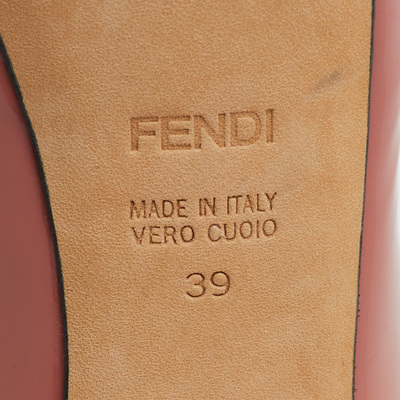 FENDI
MADE IN ITALY
VERO CUOIO
39